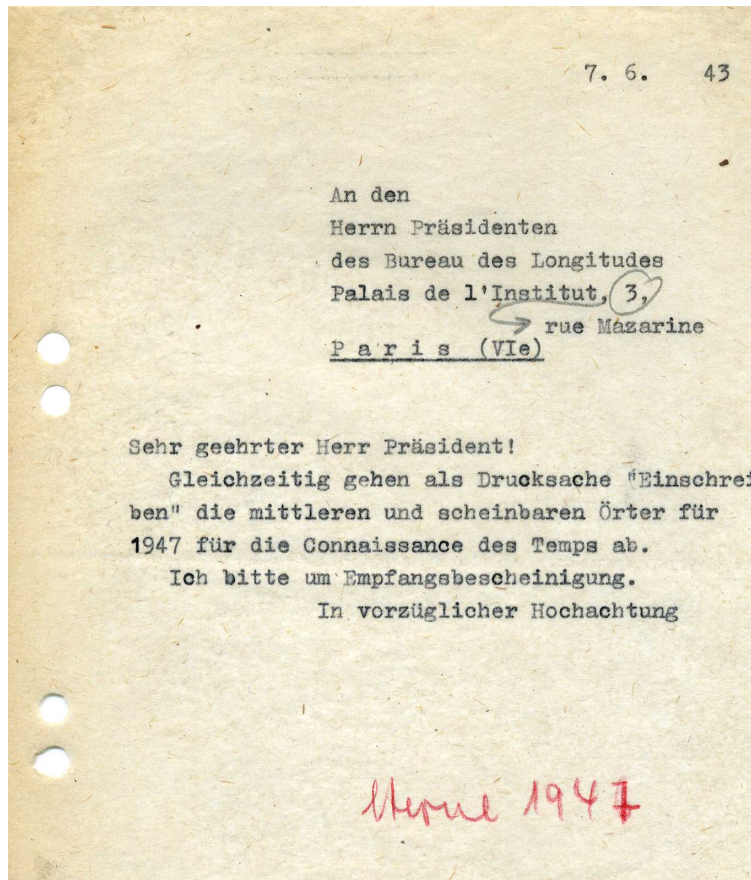 7. 6. 43
An den
Herrn Präsidenten
des Bureau des Longitudes
Palais de l'Institut, 3,
rue Mazarine
P a r i s (VIe)
Sehr geehrter Herr Präsident!
Gleichzeitig gehen als Drucksache "Einschrei
ben" die mittleren und scheinbaren Örter für
1947 für die Connaissance des Temps ab.
Ich bitte um Empfangsbescheinigung.
In vorzüglicher Hochachtung
Sterne 1947